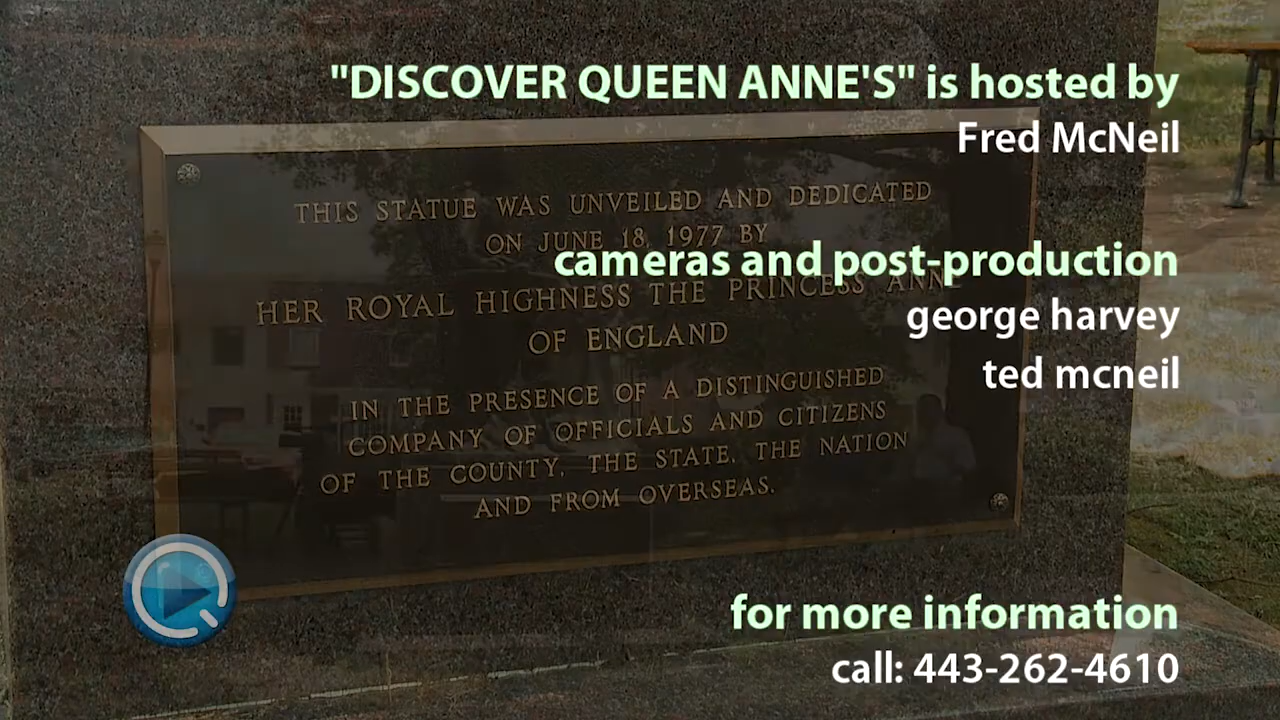 "DISCOVER QUEEN ANNE'S" is hosted by
Fred McNeil
THIS STATUE WAS UNVEILED AND DEDICATED
ON JUNE 18, 1977 BY
cameras and post-production
HER ROYAL HIGHNESS THE PRINCESS ANNE
george harvey
OF ENGLAND
ted mcneil
IN THE PRESENCE OF A DISTINGUISHED
COMPANY OF OFFICIALS AND CITIZENS
OF THE COUNTY, THE STATE, THE NATION
AND FROM OVERSEAS.
for more information
call: 443-262-4610